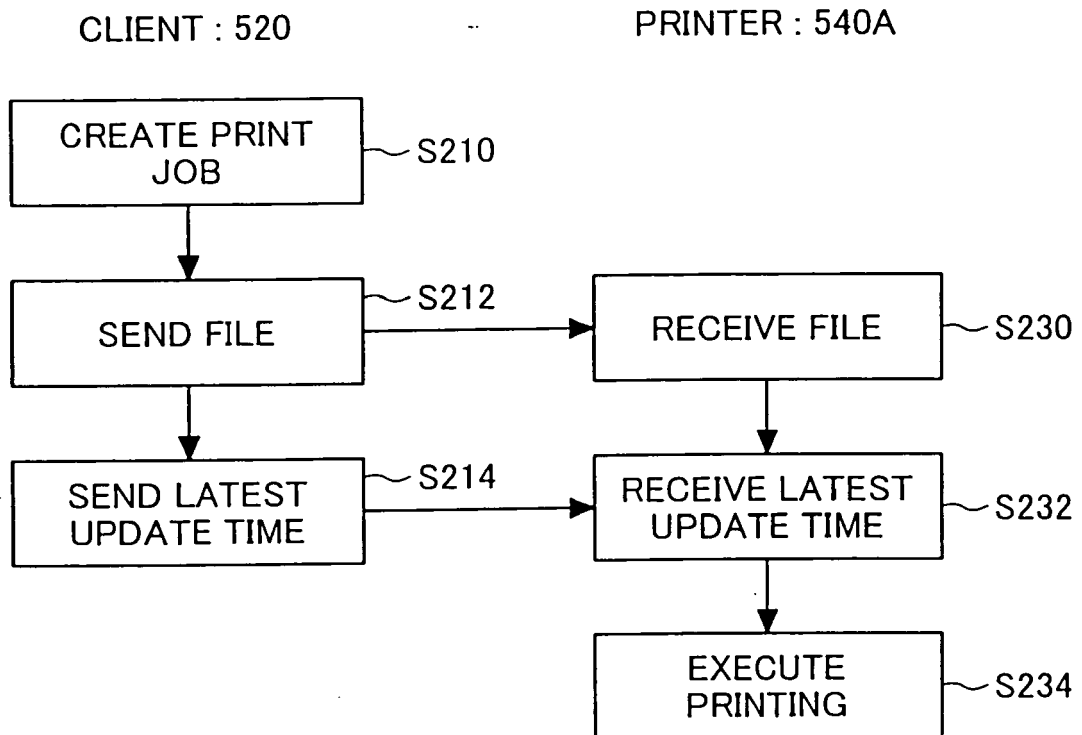 CLIENT : 520
PRINTER : 540A
CREATE PRINT
JOB
S210
SEND FILE
S212
RECEIVE FILE
S230
SEND LATEST
UPDATE TIME
S214
RECEIVE LATEST
UPDATE TIME
S232
EXECUTE
PRINTING
S234